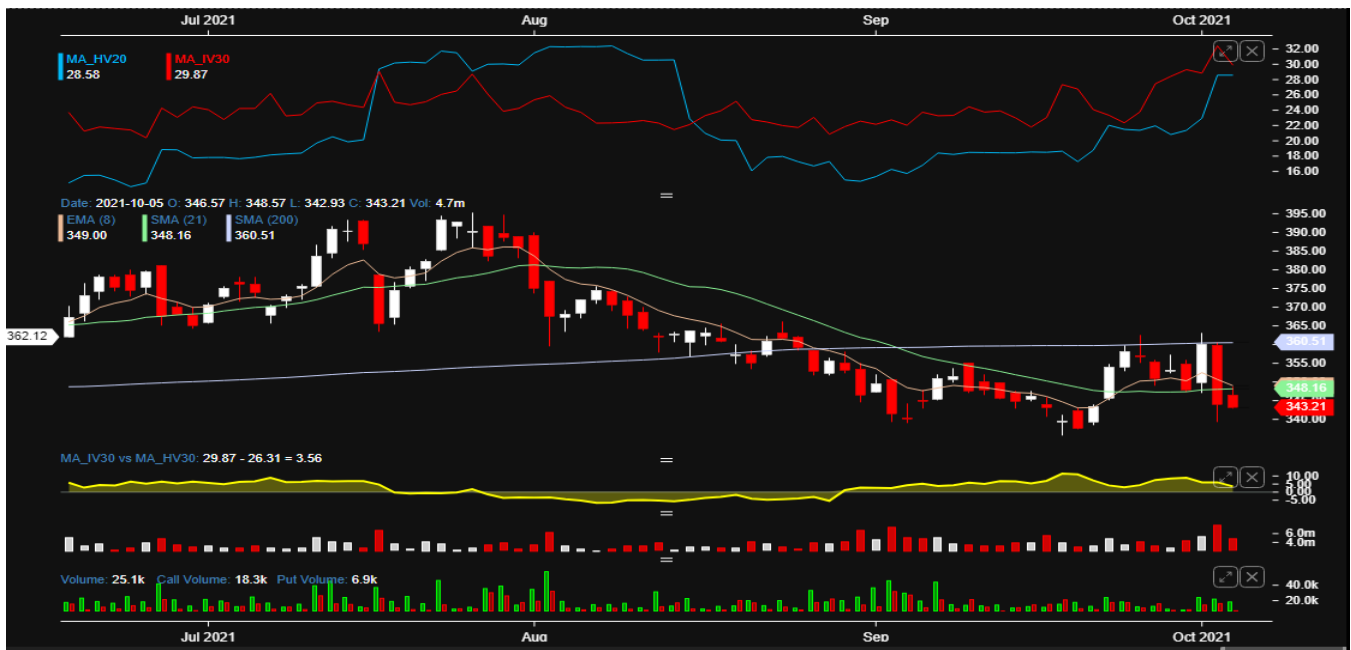 Jul 2021 Aug Sep Oct 2021
MA_HV20 MA_IV30
28.58 29.87
32.00
30.00
28.00
26.00
24.00
22.00
20.00
18.00
16.00
Date: 2021-10-05 O: 346.57 H: 348.57 L: 342.93 C: 343.21 Vol: 4.7m
EMA (8) SMA (21) SMA (200)
349.00 348.16 360.51
395.00
390.00
385.00
380.00
375.00
370.00
365.00
362.12
360.51
355.00
348.16
343.21
340.00
MA_IV30 vs MA_HV30: 29.87 - 26.31 = 3.56
10.00
5.00
0.00
-5.00
6.0m
4.0m
Volume: 25.1k Call Volume: 18.3k Put Volume: 6.9k
40.0k
20.0k
Jul 2021 Aug Sep Oct 2021